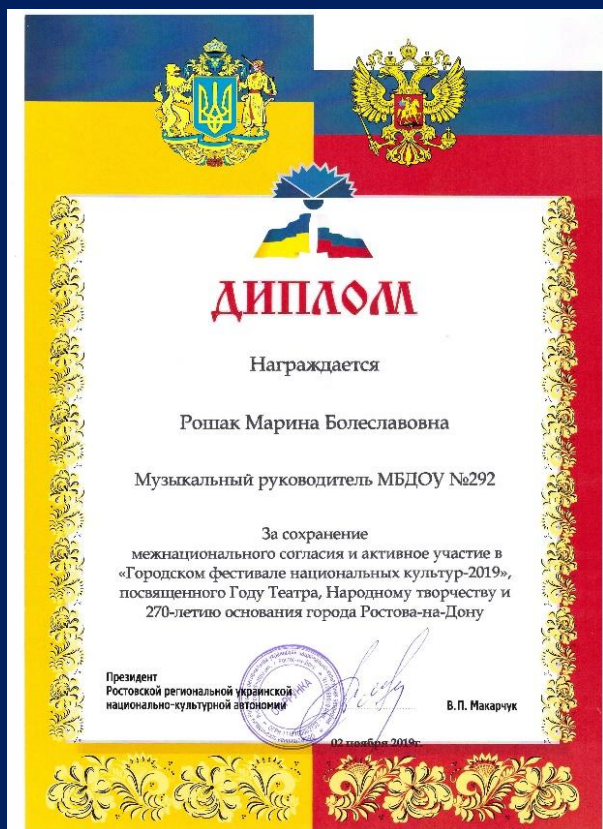 ДИПЛОМ
Награждается
Рошак Марина Болеславовна
Музыкальный руководитель МБДОУ №292
За сохранение
межнационального согласия и активное участие в
«Городском фестивале национальных культур-2019»,
посвященного Году Театра, Народному творчеству и
270-летию основания города Ростова-на-Дону
Президент
Ростовской региональной украинской
национально-культурной автономии
В.П. Макарчук
02 ноября 2019г.